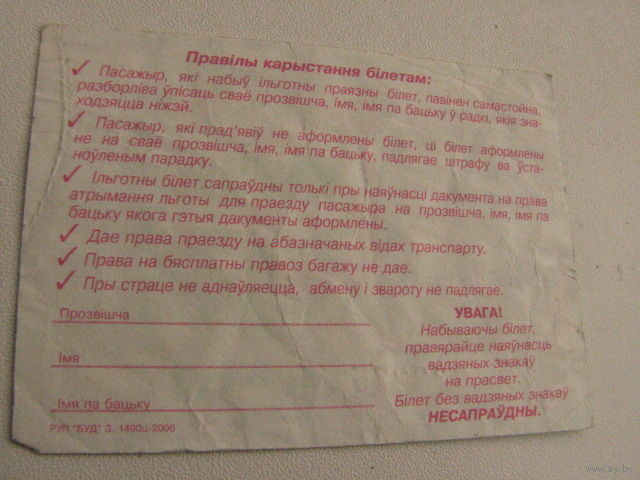 Правілы карыстання білетам:
✓ Пасажыр, які набыў ільготны праязны білет, павінен самастойна,
разборліва ўпісаць сваё прозвішча, імя, імя па бацьку ў радкі, якія зна-
ходзяцца ніжэй.
✓ Пасажыр, які прад'явіў не аформлены білет, ці білет аформлены
не на сваё прозвішча, імя, імя па бацьку, падлягае штрафу ва ўста-
ноўленым парадку.
✓ Ільготны білет сапраўдны толькі пры наяўнасці дакумента на права
атрымання льготы для праезду пасажыра на прозвішча, імя, імя па
бацьку якога гэтыя дакументы аформлены.
✓ Дае права праезду на абазначаных відах транспарту.
✓ Права на бясплатны правоз багажу не дае.
✓ Пры страце не аднаўляецца, абмену і звароту не падлягае.
Прозвішча
Імя
Імя па бацьку
РУП "БУД" З. 1490ц-2006
УВАГА!
Набываючы білет,
правярайце наяўнасць
вадзяных знакаў
на прасвет.
Білет без вадзяных знакаў
НЕСАПРАЎДНЫ.
www.ay.by